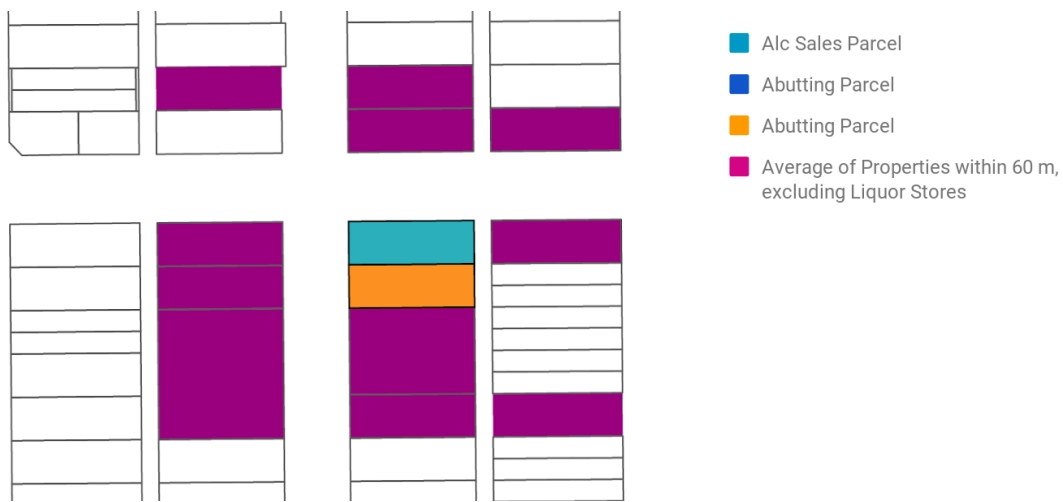 Alc Sales Parcel
Abutting Parcel
Abutting Parcel
Average of Properties within 60 m,
excluding Liquor Stores